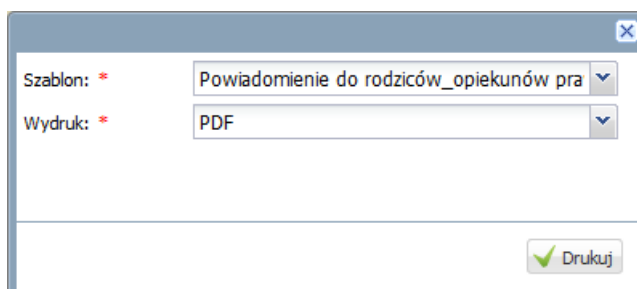 Szablon: * Powiadomienie do rodziców_opiekunów pra
Wydruk: * PDF
Drukuj